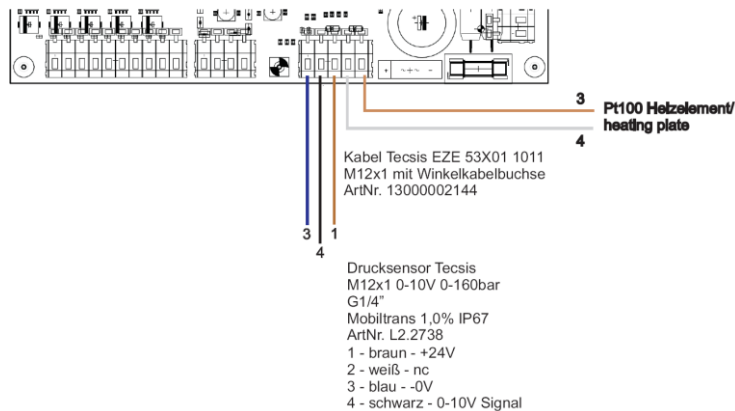 3
Pt100 Heizelement/
heating plate
4
Kabel Tecsis EZE 53X01 1011
M12x1 mit Winkelkabelbuchse
ArtNr. 13000002144
3
4
1
Drucksensor Tecsis
M12x1 0-10V 0-160bar
G1/4"
Mobiltrans 1,0% IP67
ArtNr. L2.2738
1 - braun - +24V
2 - weiß - nc
3 - blau - -0V
4 - schwarz - 0-10V Signal